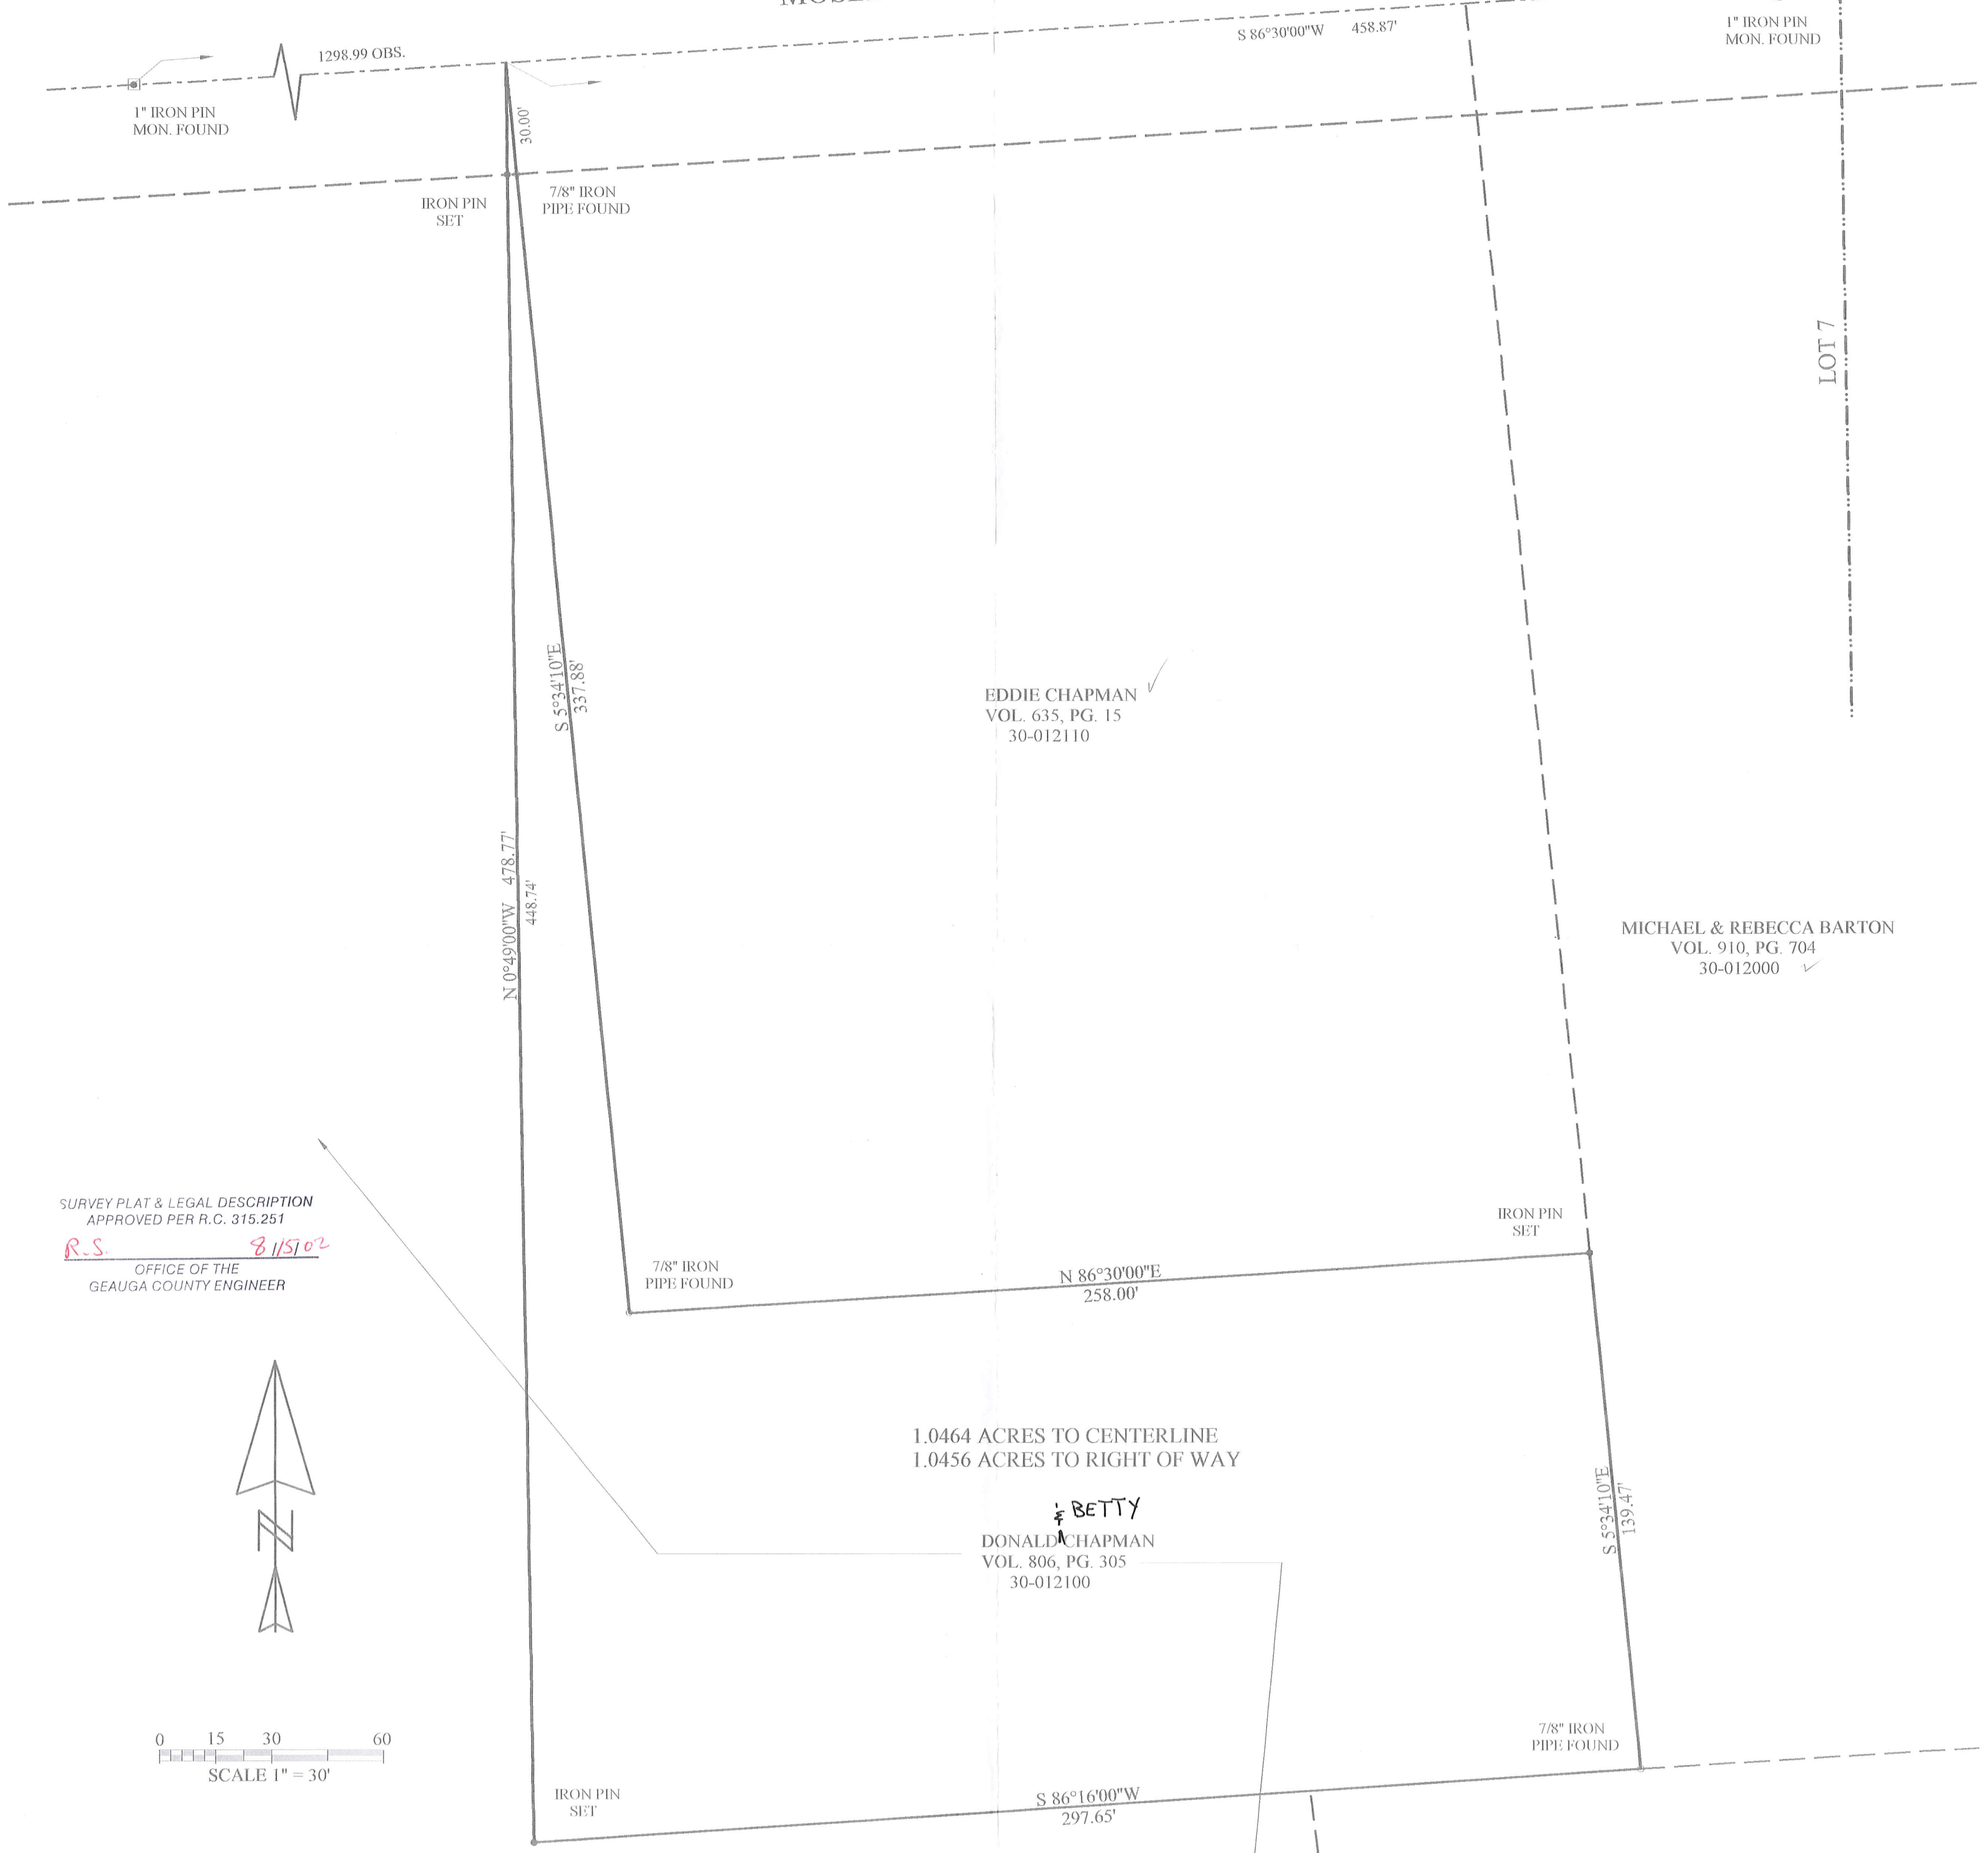 S 86°30'00"W 458.87'
1" IRON PIN
MON. FOUND
1298.99 OBS.
1" IRON PIN
MON. FOUND
30.00'
IRON PIN
SET
7/8" IRON
PIPE FOUND
LOT 7
S 5°34'10"E
337.88'
EDDIE CHAPMAN
VOL. 635, PG. 15
30-012110
N 0°49'00"W 478.77'
448.74'
MICHAEL & REBECCA BARTON
VOL. 910, PG. 704
30-012000
SURVEY PLAT & LEGAL DESCRIPTION
APPROVED PER R.C. 315.251
R.S. 8/15/02
OFFICE OF THE
GEAUGA COUNTY ENGINEER
IRON PIN
SET
7/8" IRON
PIPE FOUND
N 86°30'00"E
258.00'
1.0464 ACRES TO CENTERLINE
1.0456 ACRES TO RIGHT OF WAY
& BETTY
DONALD CHAPMAN
VOL. 806, PG. 305
30-012100
S 5°34'10"E
139.47'
N
0 15 30 60
SCALE 1" = 30'
7/8" IRON
PIPE FOUND
IRON PIN
SET
S 86°16'00"W
297.65'